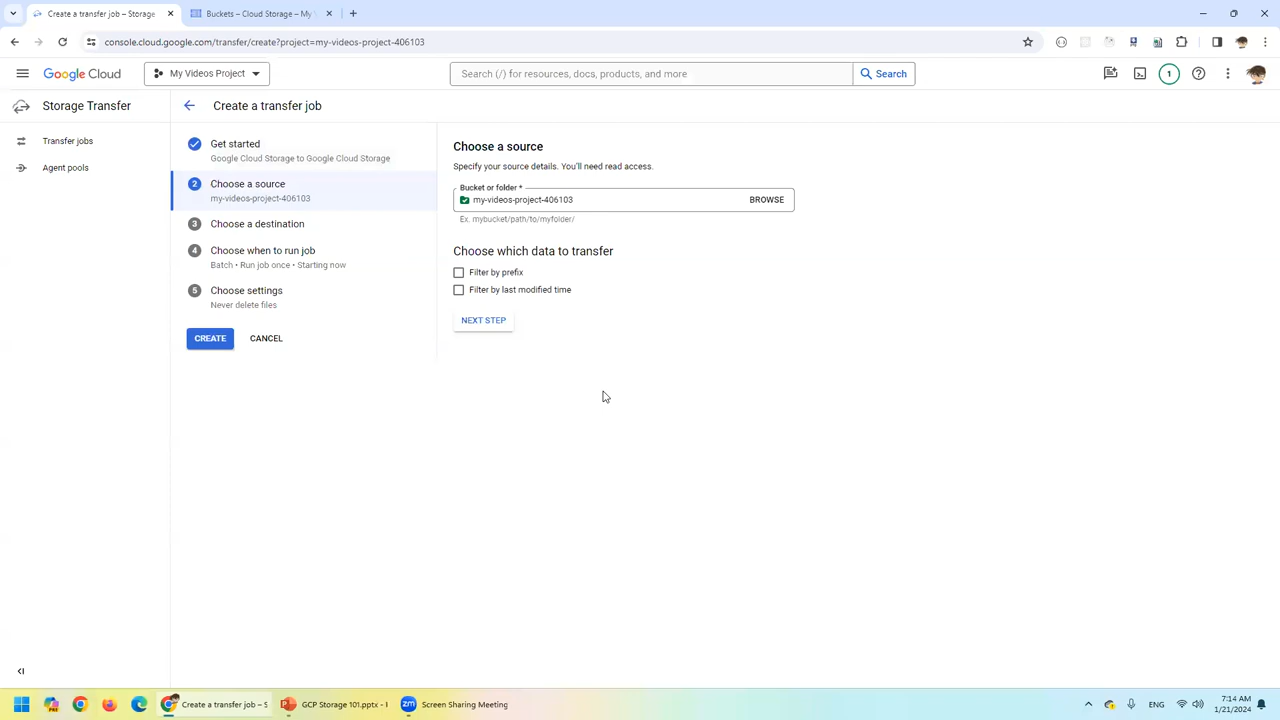 Create a transfer job – Storage
Buckets – Cloud Storage – My V
console.cloud.google.com/transfer/create?project=my-videos-project-406103
Google Cloud
My Videos Project
Search (/) for resources, docs, products, and more
Search
1
Storage Transfer
Create a transfer job
Transfer jobs
Agent pools
Get started
Google Cloud Storage to Google Cloud Storage
2
Choose a source
my-videos-project-406103
3
Choose a destination
4
Choose when to run job
Batch • Run job once • Starting now
5
Choose settings
Never delete files
CREATE
CANCEL
Choose a source
Specify your source details. You'll need read access.
Bucket or folder *
my-videos-project-406103
BROWSE
Ex. mybucket/path/to/myfolder/
Choose which data to transfer
Filter by prefix
Filter by last modified time
NEXT STEP
Create a transfer job – S
GCP Storage 101.pptx -
zm
Screen Sharing Meeting
ENG
7:14 AM
1/21/2024